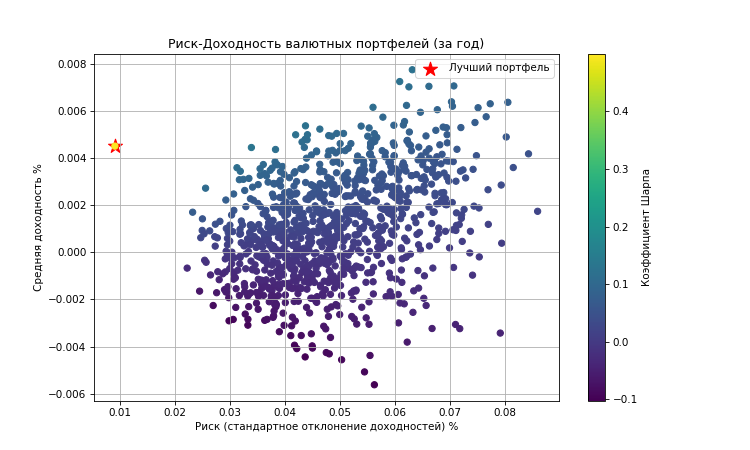 Риск-Доходность валютных портфелей (за год)
Лучший портфель
Средняя доходность %
0.008
0.006
0.004
0.002
0.000
−0.002
−0.004
−0.006
0.01 0.02 0.03 0.04 0.05 0.06 0.07 0.08
Риск (стандартное отклонение доходностей) %
0.4
0.3
0.2
0.1
0.0
−0.1
Коэффициент Шарпа